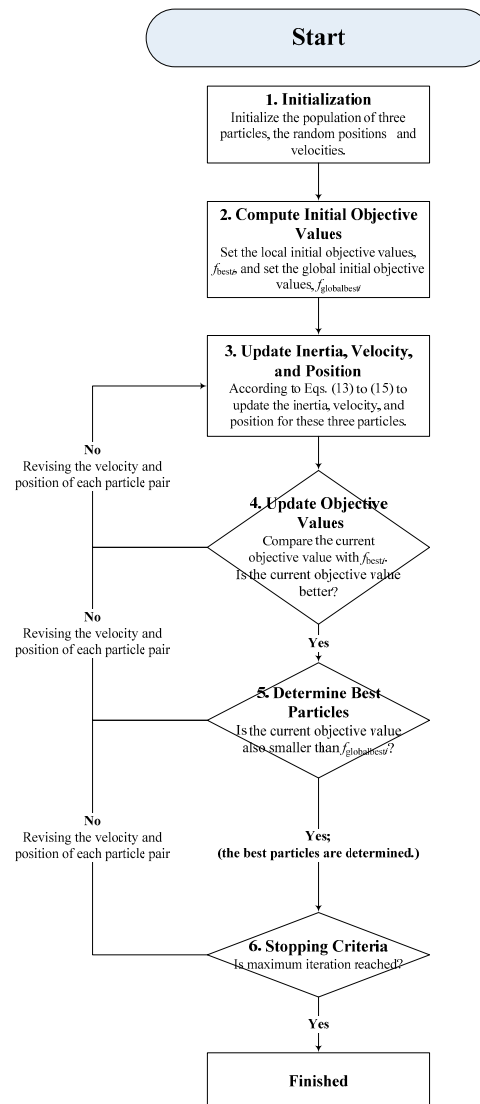 Start
1. Initialization
Initialize the population of three
particles, the random positions and
velocities.
2. Compute Initial Objective
Values
Set the local initial objective values,
fbesti, and set the global initial objective
values, fglobalbesti
3. Update Inertia, Velocity,
and Position
According to Eqs. (13) to (15) to
update the inertia, velocity, and
position for these three particles.
No
Revising the velocity and
position of each particle pair
4. Update Objective
Values
Compare the current
objective value with fbesti.
Is the current objective value
better?
No
Revising the velocity and
position of each particle pair
Yes
5. Determine Best
Particles
Is the current objective value
also smaller than fglobalbesti?
No
Revising the velocity and
position of each particle pair
Yes;
(the best particles are determined.)
6. Stopping Criteria
Is maximum iteration reached?
Yes
Finished